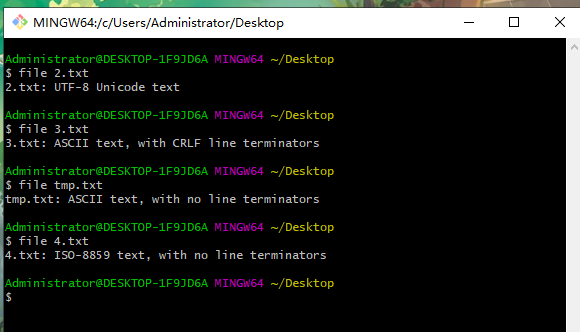 MINGW64:/c/Users/Administrator/Desktop
Administrator@DESKTOP-1F9JD6A MINGW64 ~/Desktop
$ file 2.txt
2.txt: UTF-8 Unicode text
Administrator@DESKTOP-1F9JD6A MINGW64 ~/Desktop
$ file 3.txt
3.txt: ASCII text, with CRLF line terminators
Administrator@DESKTOP-1F9JD6A MINGW64 ~/Desktop
$ file tmp.txt
tmp.txt: ASCII text, with no line terminators
Administrator@DESKTOP-1F9JD6A MINGW64 ~/Desktop
$ file 4.txt
4.txt: ISO-8859 text, with no line terminators
Administrator@DESKTOP-1F9JD6A MINGW64 ~/Desktop
$